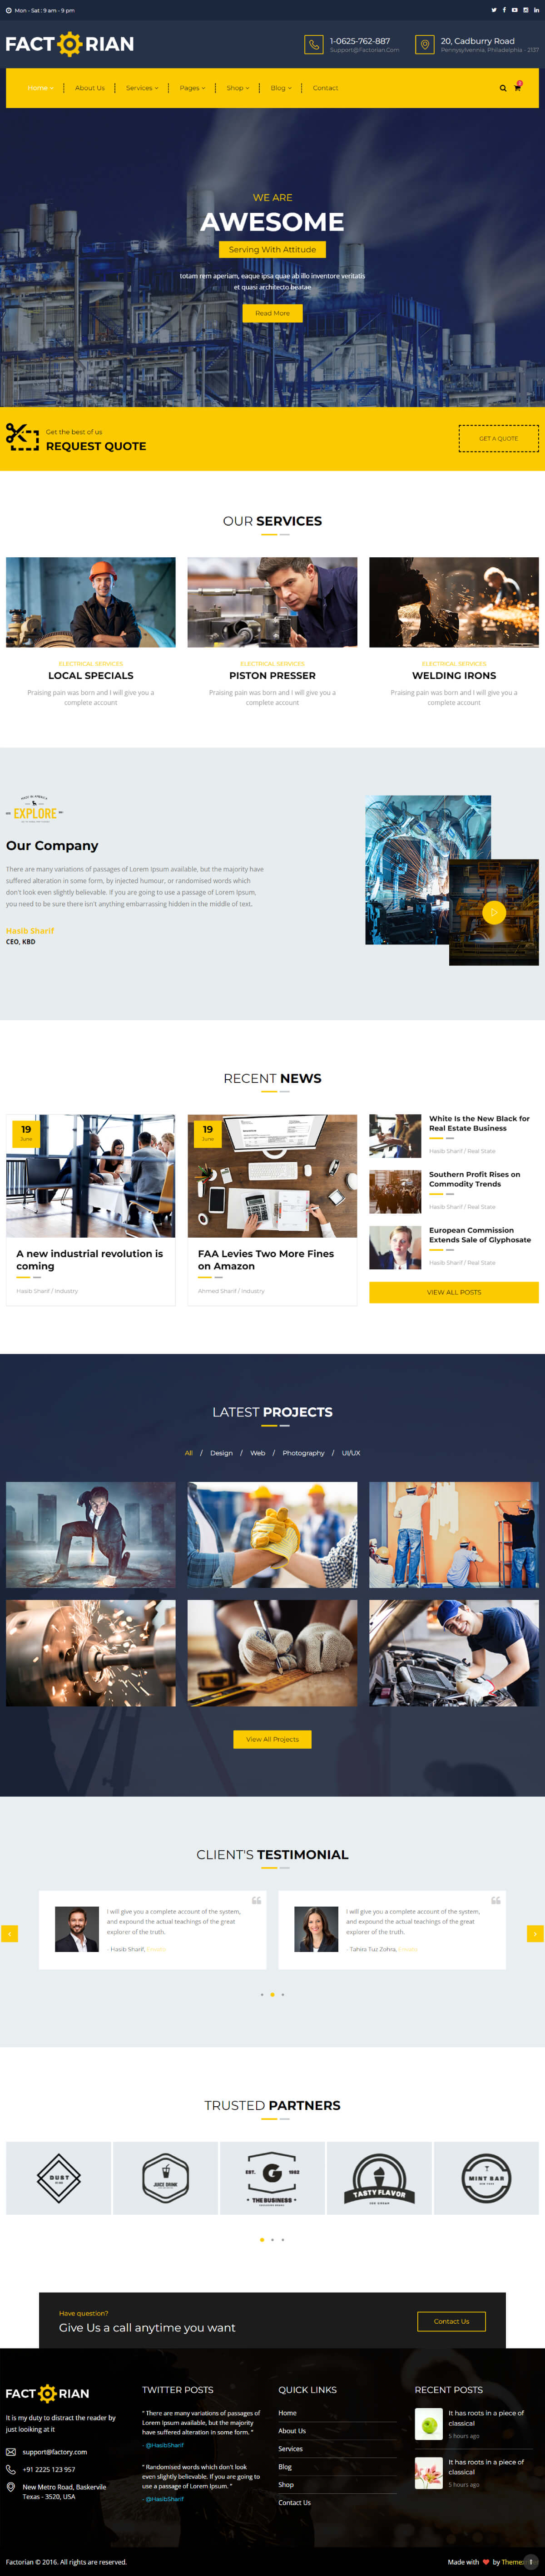 Mon - Sat : 9 am - 9 pm
FACTORIAN
1-0625-762-887
Support@Factorian.Com
20, Cadburry Road
Pennysylvennia, Philadelphia - 2137
Home
About Us
Services
Pages
Shop
Blog
Contact
WE ARE
AWESOME
Serving With Attitude
totam rem aperiam, eaque ipsa quae ab illo inventore veritatis
et quasi architecto beatae
Read More
Get the best of us
REQUEST QUOTE
GET A QUOTE
OUR SERVICES
ELECTRICAL SERVICES
LOCAL SPECIALS
Praising pain was born and I will give you a
complete account
ELECTRICAL SERVICES
PISTON PRESSER
Praising pain was born and I will give you a
complete account
ELECTRICAL SERVICES
WELDING IRONS
Praising pain was born and I will give you a
complete account
MADE IN AMERICA
EXPLORE
Our Company
There are many variations of passages of Lorem Ipsum available, but the majority have
suffered alteration in some form, by injected humour, or randomised words which
don't look even slightly believable. If you are going to use a passage of Lorem Ipsum,
you need to be sure there isn't anything embarrassing hidden in the middle of text.
Hasib Sharif
CEO, KBD
RECENT NEWS
19
June
A new industrial revolution is
coming
Hasib Sharif / Industry
19
June
FAA Levies Two More Fines
on Amazon
Ahmed Sharif / Industry
White Is the New Black for
Real Estate Business
Hasib Sharif / Real State
Southern Profit Rises on
Commodity Trends
Hasib Sharif / Real State
European Commission
Extends Sale of Glyphosate
Hasib Sharif / Real State
VIEW ALL POSTS
LATEST PROJECTS
All / Design / Web / Photography / UI/UX
View All Projects
CLIENT'S TESTIMONIAL
I will give you a complete account of the system,
and expound the actual teachings of the great
explorer of the truth.
- Hasib Sharif,
I will give you a complete account of the system,
and expound the actual teachings of the great
explorer of the truth.
- Tahira Tuz Zohra,
TRUSTED PARTNERS
DUST
JUICE DRINK
EST. G 1982
THE BUSINESS
TASTY FLAVOR
ICE CREAM
MINT BAR
Have question?
Give Us a call anytime you want
Contact Us
FACTORIAN
It is my duty to distract the reader by
just looiking at it
support@factory.com
+91 2225 123 957
New Metro Road, Baskervile
Texas - 3520, USA
TWITTER POSTS
" There are many variations of passages of
Lorem Ipsum available, but the majority
have suffered alteration in some form. "
- @HasibSharif
" Randomised words which don't look
even slightly believable. If you are going to
use a passage of Lorem Ipsum. "
- @HasibSharif
QUICK LINKS
Home
About Us
Services
Blog
Shop
Contact Us
RECENT POSTS
It has roots in a piece of
classical
5 hours ago
It has roots in a piece of
classical
5 hours ago
Factorian © 2016. All rights are reserved.
Made with by